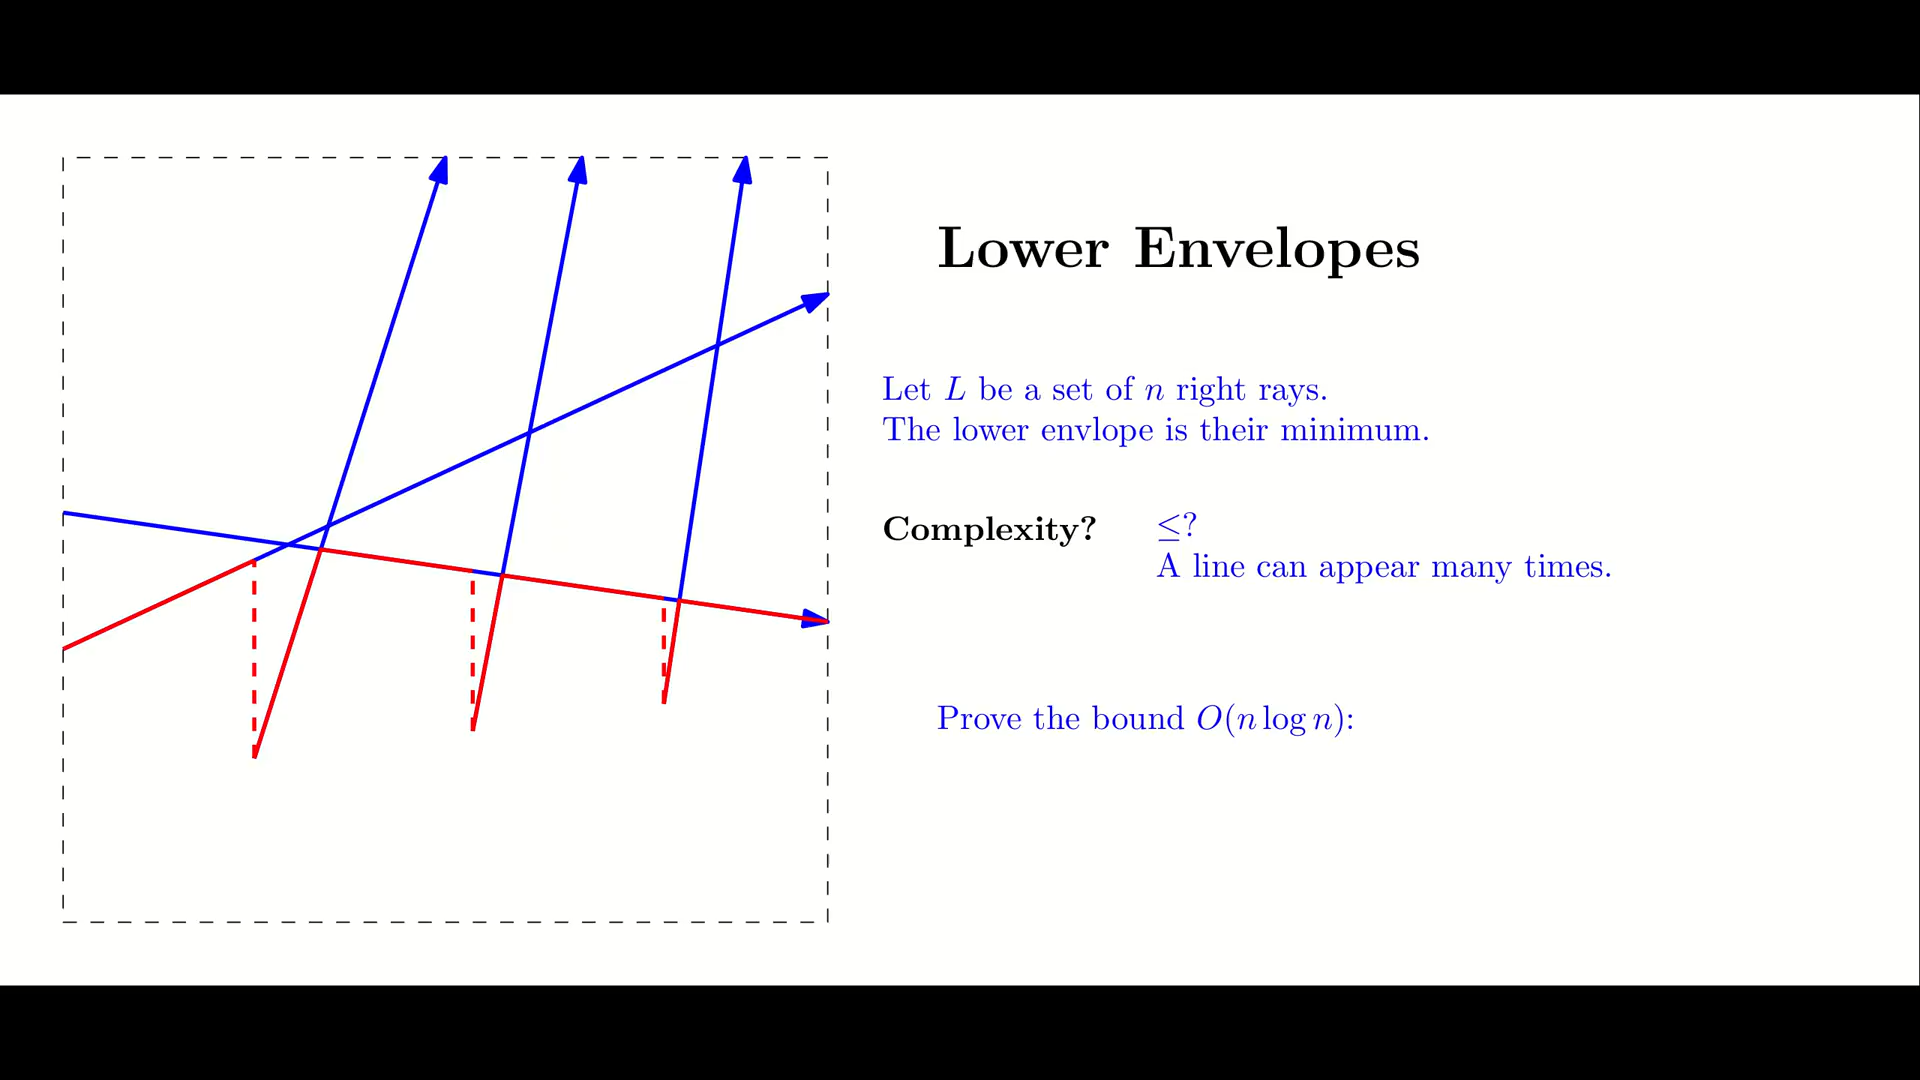 Lower Envelopes
Let L be a set of n right rays.
The lower envlope is their minimum.
Complexity? ≤?
A line can appear many times.
Prove the bound O(n log n):